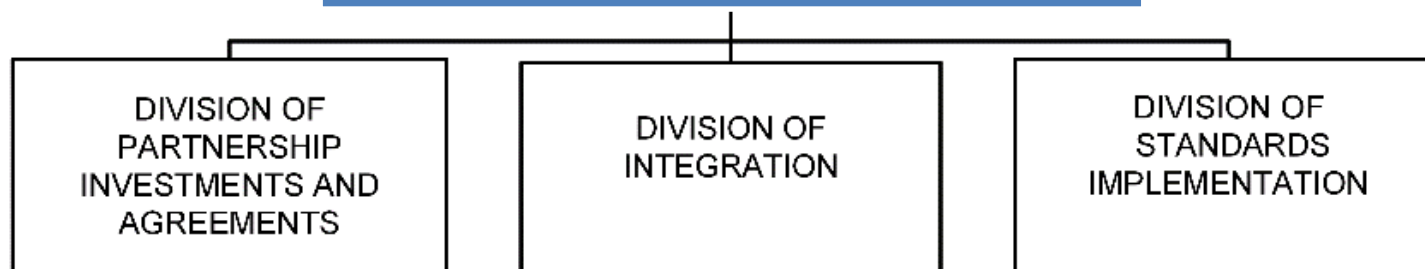 DIVISION OF
PARTNERSHIP
INVESTMENTS AND
AGREEMENTS
DIVISION OF
INTEGRATION
DIVISION OF
STANDARDS
IMPLEMENTATION